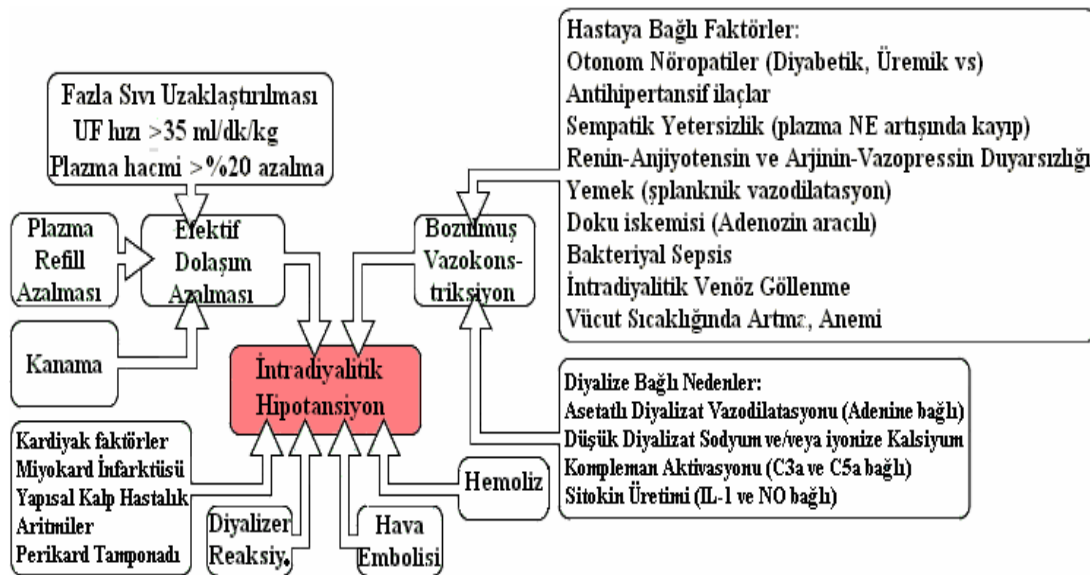 Fazla Sıvı Uzaklaştırılması
UF hızı >35 ml/dk/kg
Plazma hacmi >%20 azalma
Plazma
Refill
Azalması
Efektif
Dolaşım
Azalması
Kanama
Bozulmuş
Vazokons-
triksiyon
Hastaya Bağlı Faktörler:
Otonom Nöropatiler (Diyabetik, Üremik vs)
Antihipertansif ilaçlar
Sempatik Yetersizlik (plazma NE artışında kayıp)
Renin-Anjiyotensin ve Arjinin-Vazopressin Duyarsızlığı
Yemek (splanknik vazodilatasyon)
Doku iskemisi (Adenozin aracılı)
Bakteriyal Sepsis
İntradiyalitik Venöz Göllenme
Vücut Sıcaklığında Artma, Anemi
İntradiyalitik
Hipotansiyon
Diyalize Bağlı Nedenler:
Asetatlı Diyalizat Vazodilatasyonu (Adenine bağlı)
Düşük Diyalizat Sodyum ve/veya iyonize Kalsiyum
Kompleman Aktivasyonu (C3a ve C5a bağlı)
Sitokin Üretimi (IL-1 ve NO bağlı)
Kardiyak faktörler
Miyokard İnfarktüsü
Yapısal Kalp Hastalık
Aritmiler
Perikard Tamponadı
Diyalizer
Reaksiy.
Hava
Embolisi
Hemoliz